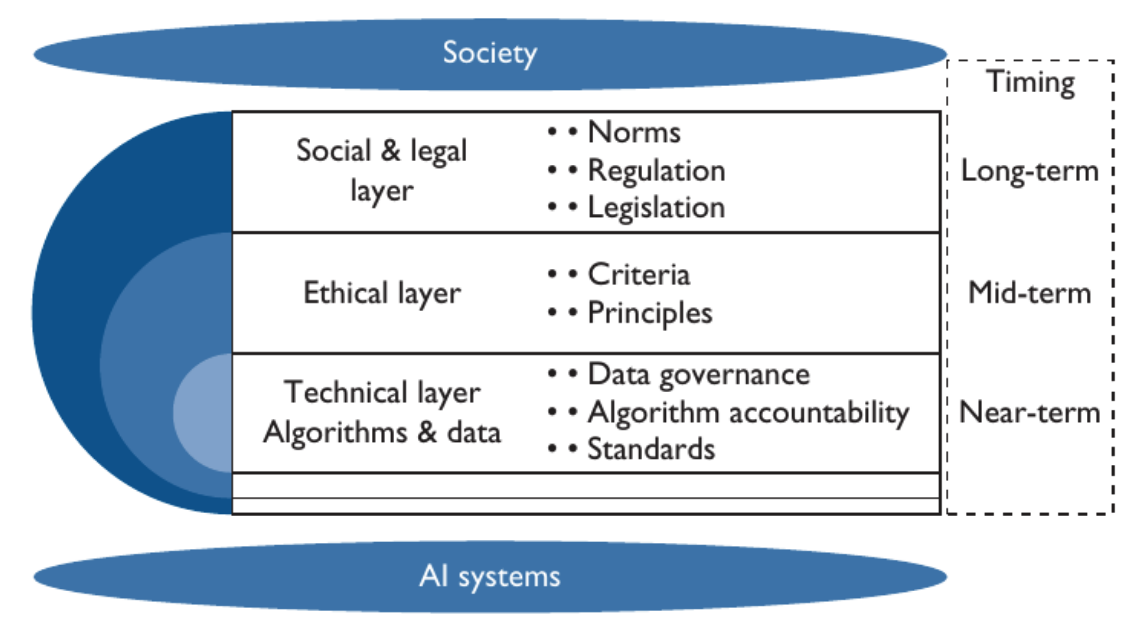 Society
Timing
Social & legal
layer
• • Norms
• • Regulation
• • Legislation
Long-term
Ethical layer
• • Criteria
• • Principles
Mid-term
Technical layer
Algorithms & data
• • Data governance
• • Algorithm accountability
• • Standards
Near-term
AI systems